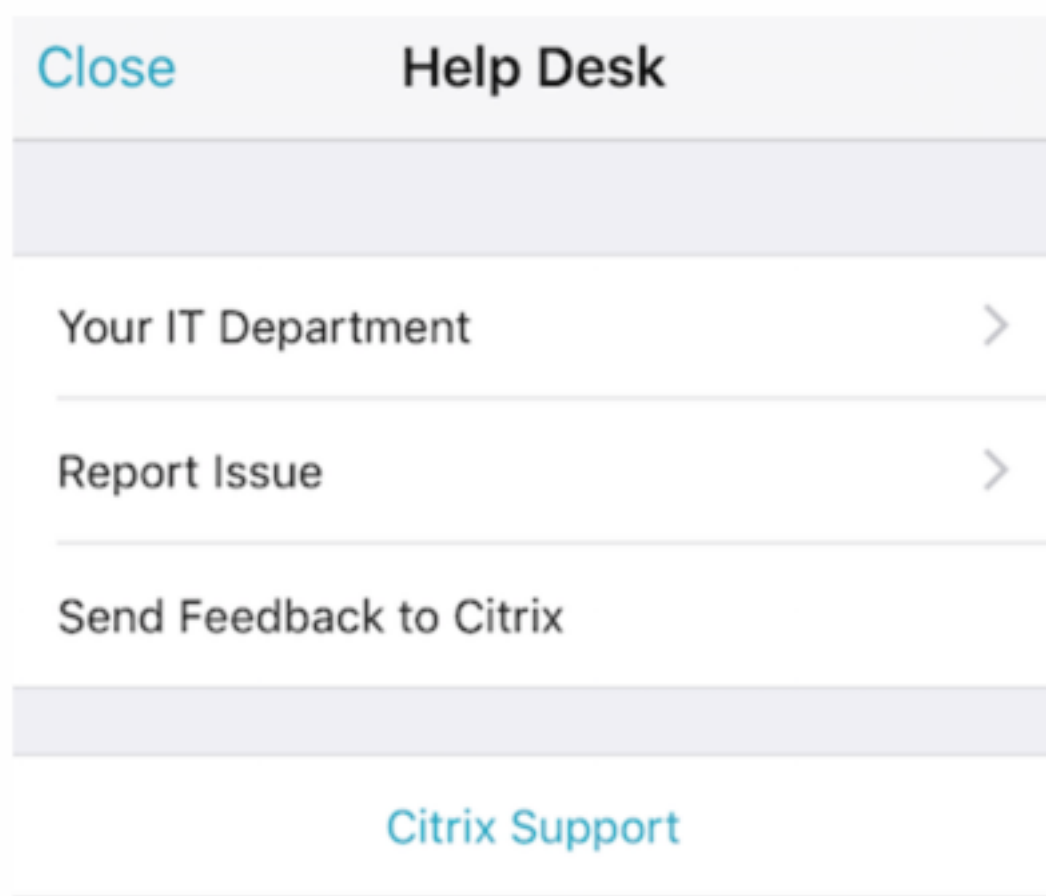 Close
Help Desk
Your IT Department
Report Issue
Send Feedback to Citrix
Citrix Support